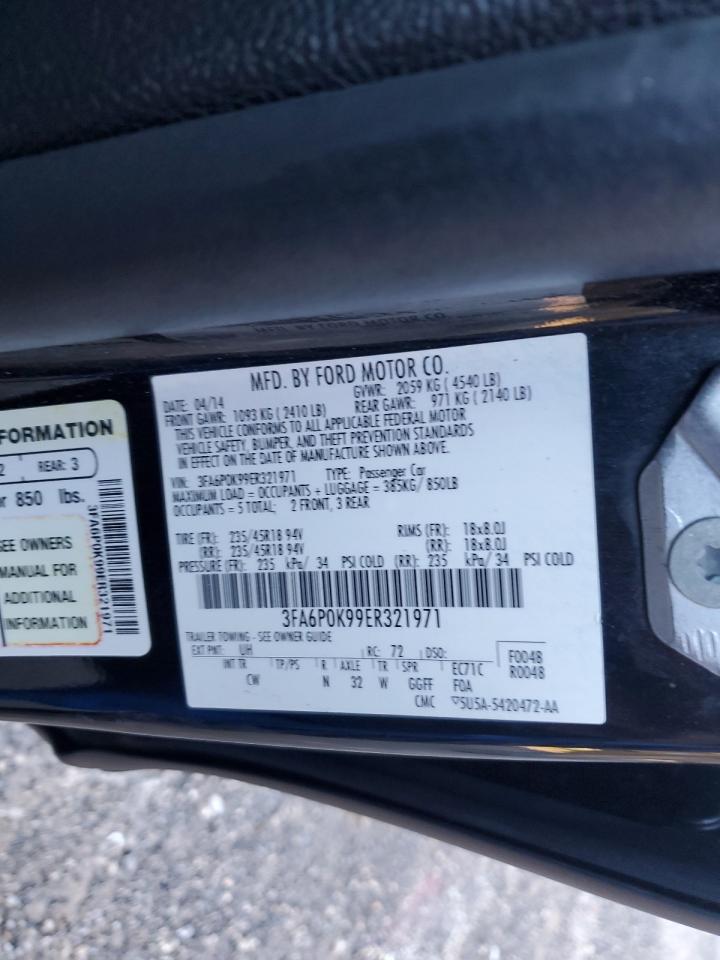 MFD. BY FORD MOTOR CO.
MFD. BY FORD MOTOR CO.
DATE: 04/14 GVWR: 2059 KG (4540 LB)
FRONT GAWR: 1093 KG (2410 LB) REAR GAWR: 971 KG (2140 LB)
THIS VEHICLE CONFORMS TO ALL APPLICABLE FEDERAL MOTOR
VEHICLE SAFETY, BUMPER, AND THEFT PREVENTION STANDARDS
IN EFFECT ON THE DATE OF MANUFACTURE SHOWN ABOVE.
VIN: 3FA6P0K99ER321971 TYPE: Passenger Car
MAXIMUM LOAD = OCCUPANTS + LUGGAGE = 385KG/ 850LB
OCCUPANTS = 5 TOTAL; 2 FRONT, 3 REAR
TIRE (FR): 235/45R18 94V RIMS (FR): 18x8.0J
(RR): 235/45R18 94V (RR): 18x8.0J
PRESSURE (FR): 235 kPa/ 34 PSI COLD (RR): 235 kPa/ 34 PSI COLD
3FA6P0K99ER321971
TRAILER TOWING - SEE OWNER GUIDE
EXT PNT: UH RC: 72 DSO: F0048
R0048
INT TR TP/PS R AXLE TR SPR EC71C
CW N 32 W GGFF F0A
CMC 5U5A-5420472-AA
FORMATION
2 REAR: 3
or 850 lbs.
SEE OWNERS
MANUAL FOR
ADDITIONAL
INFORMATION
3FA6P0K99ER321971